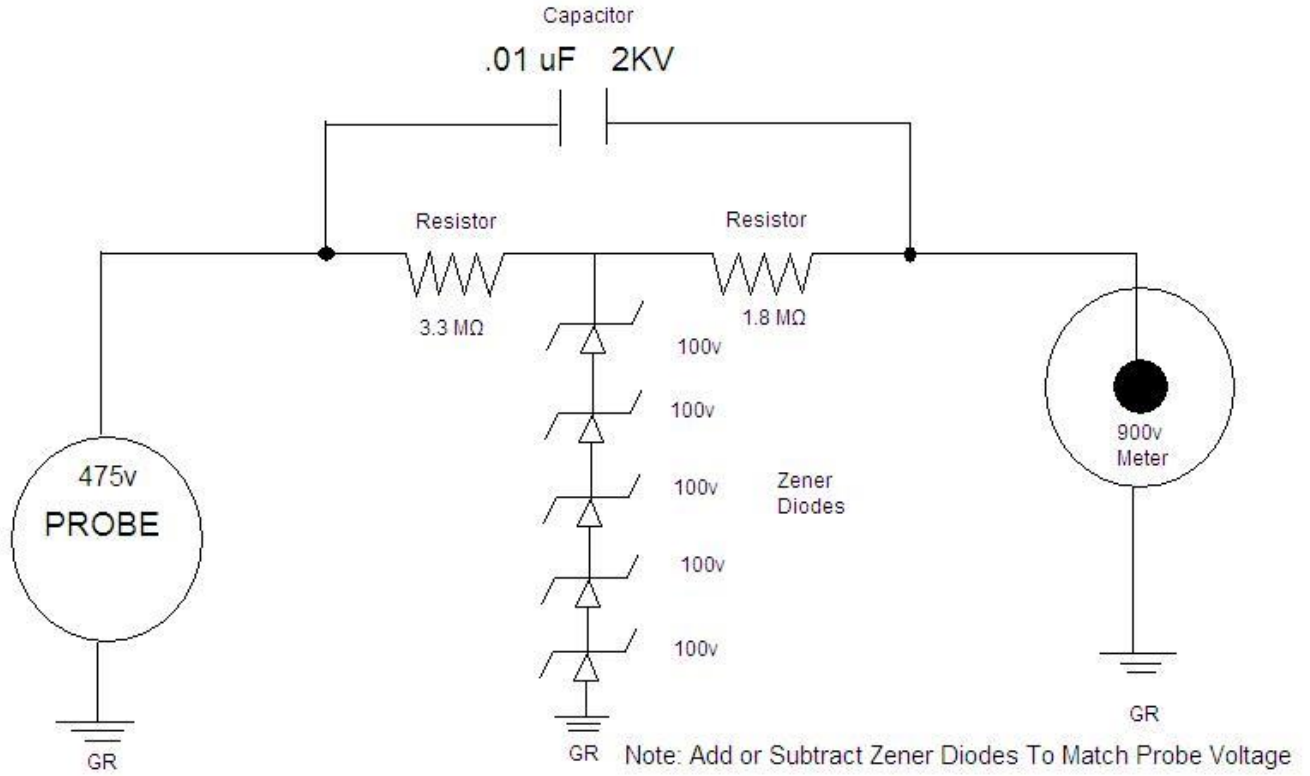 Capacitor
.01 uF 2KV
Resistor
Resistor
3.3 MΩ
1.8 MΩ
100v
100v
100v
100v
100v
Zener
Diodes
475v
PROBE
900v
Meter
GR
GR
GR
Note: Add or Subtract Zener Diodes To Match Probe Voltage